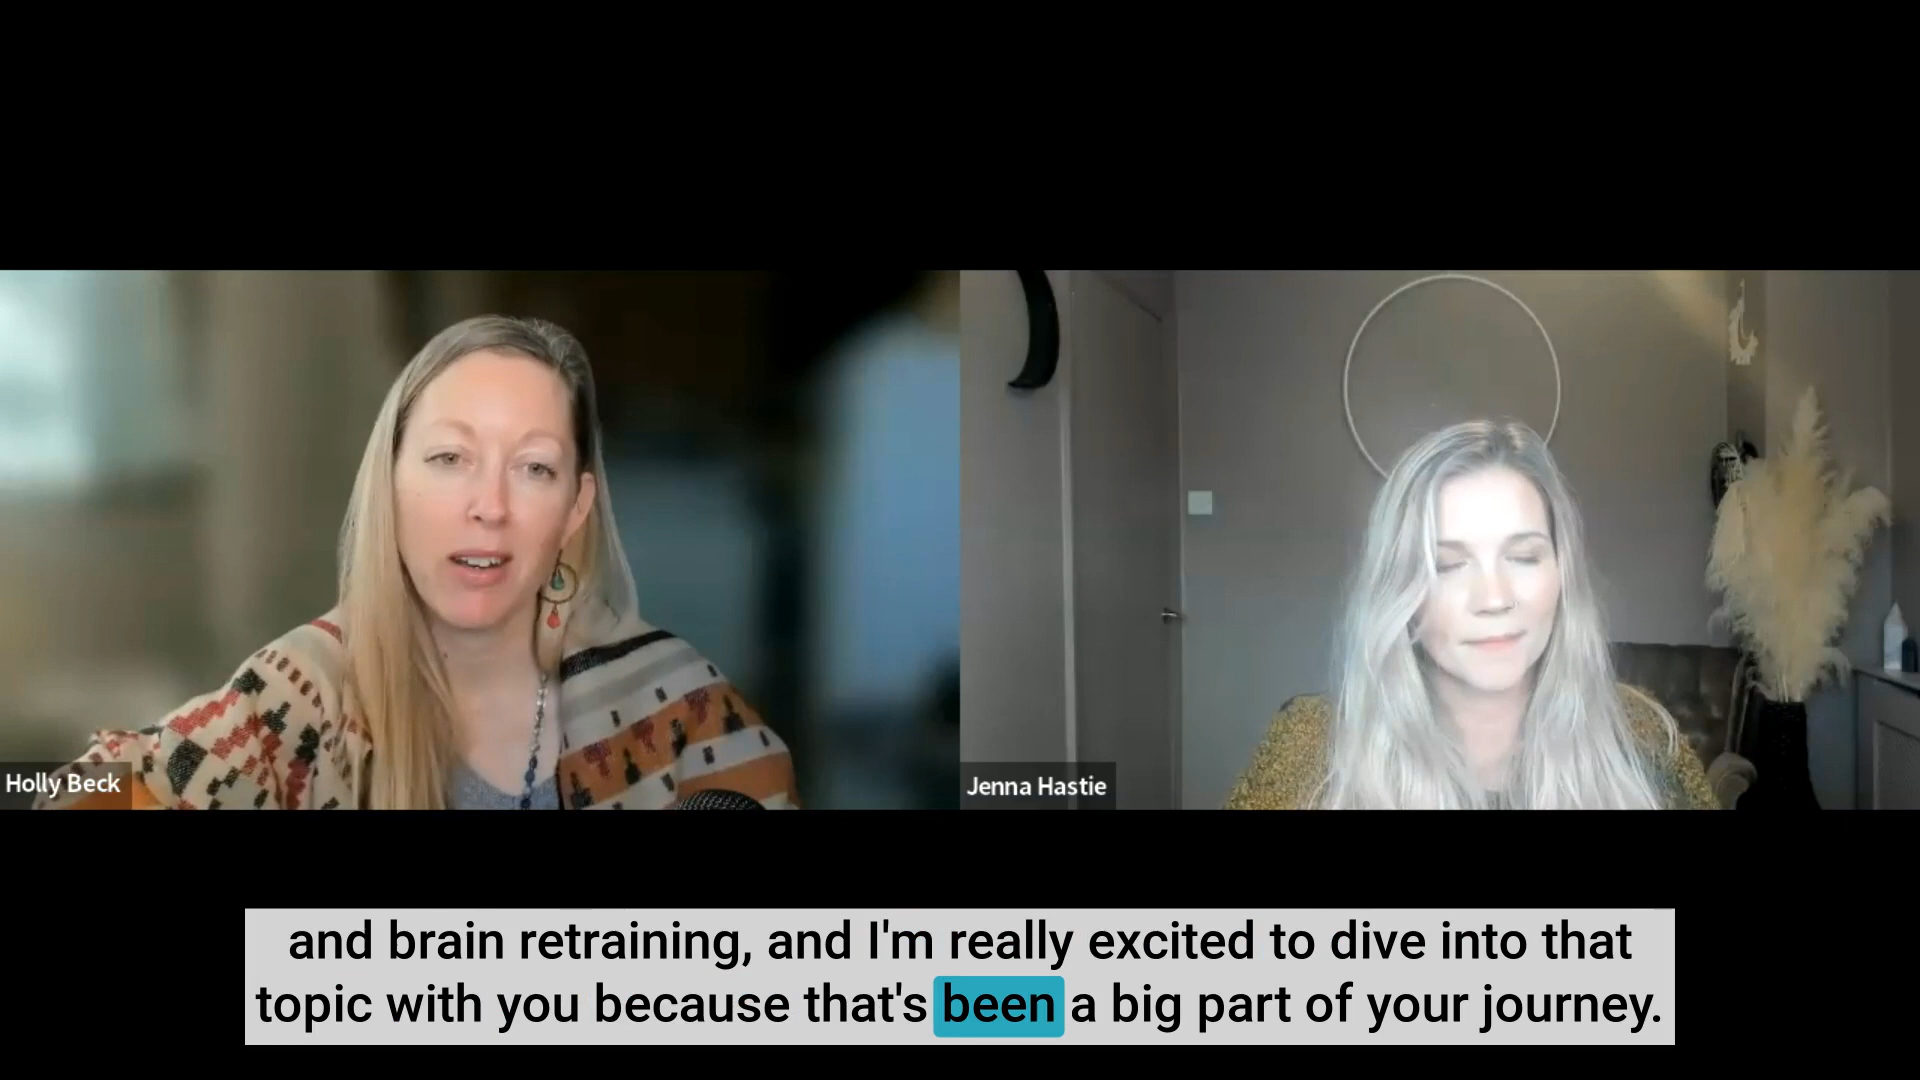 Holly Beck
Jenna Hastie
and brain retraining, and I'm really excited to dive into that
topic with you because that's been a big part of your journey.